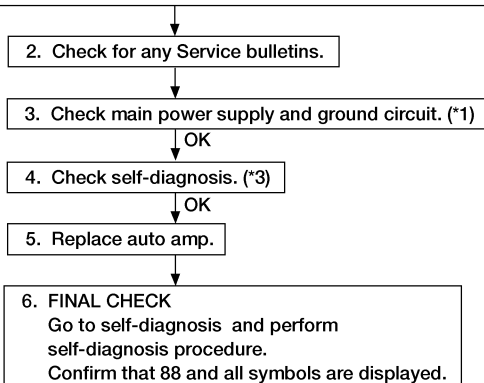 2. Check for any Service bulletins.
3. Check main power supply and ground circuit. (*1)
OK
4. Check self-diagnosis. (*3)
OK
5. Replace auto amp.
6. FINAL CHECK
Go to self-diagnosis and perform
self-diagnosis procedure.
Confirm that 88 and all symbols are displayed.